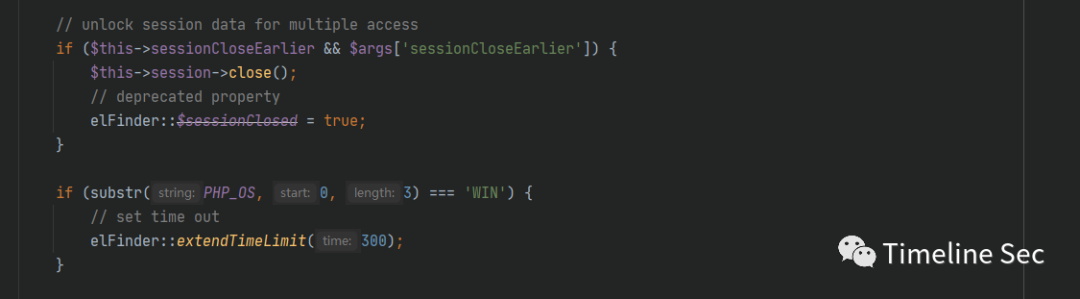 // unlock session data for multiple access
if ($this->sessionCloseEarlier && $args['sessionCloseEarlier']) {
$this->session->close();
// deprecated property
elFinder::$sessionClosed = true;
}
if (substr( string: PHP_OS, start: 0, length: 3) === 'WIN') {
// set time out
elFinder::extendTimeLimit( time: 300);
}
Timeline Sec